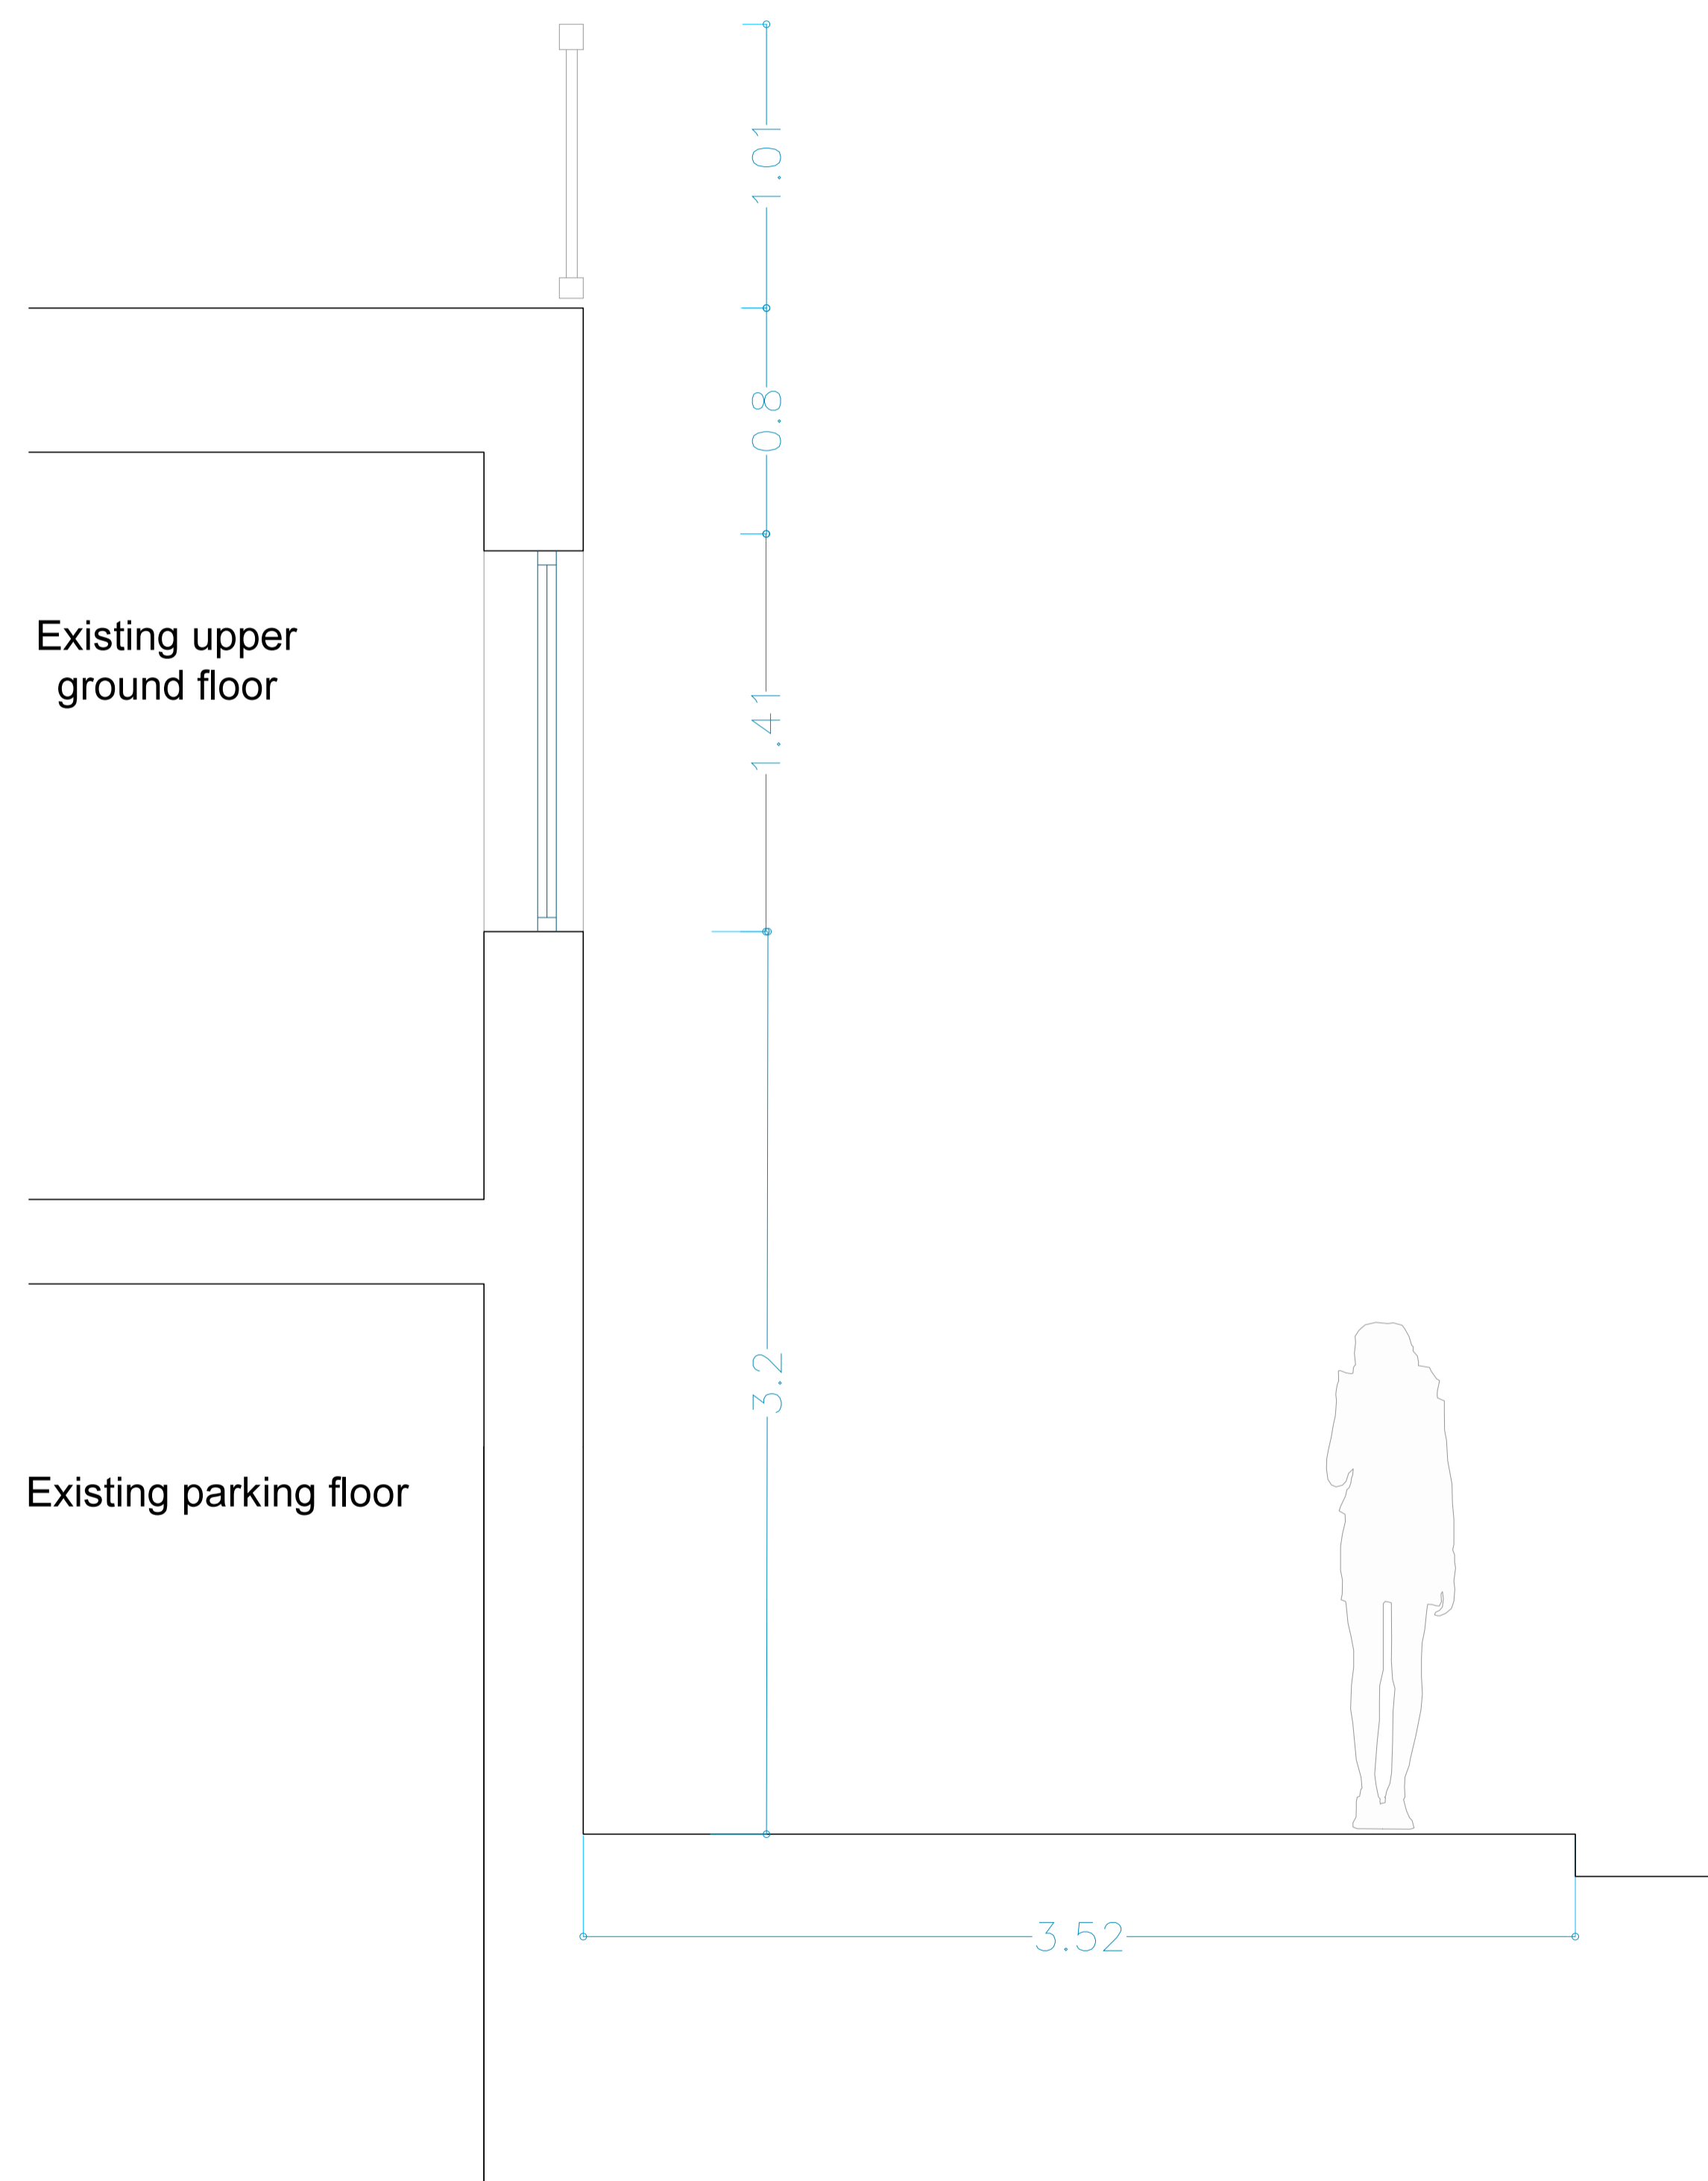 1.01
0.8
Existing upper
ground floor
1.41
3.2
Existing parking floor
3.52